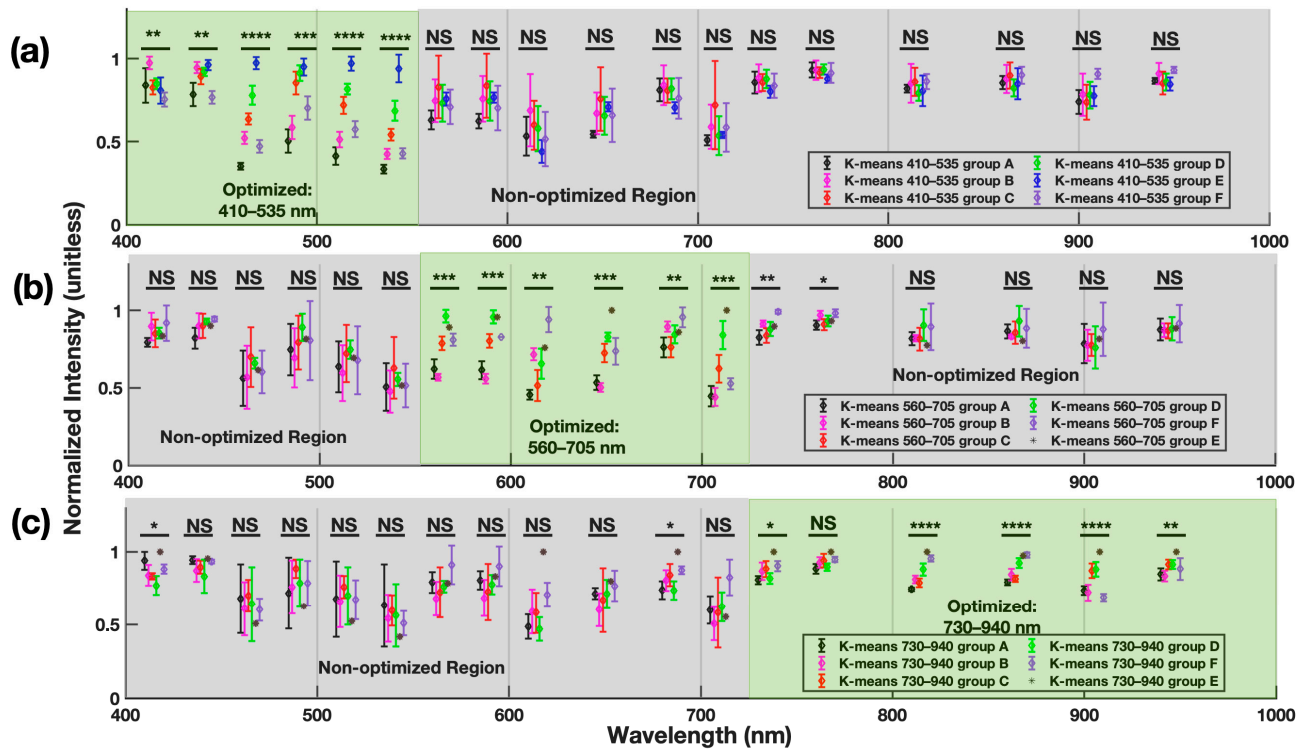 (a)
** ** **** *** **** **** NS NS NS NS NS NS NS NS NS NS NS NS
1
0.5
0
Optimized:
410–535 nm
Non-optimized Region
K-means 410–535 group A
K-means 410–535 group B
K-means 410–535 group C
K-means 410–535 group D
K-means 410–535 group E
K-means 410–535 group F
400 500 600 700 800 900 1000
Normalized Intensity (unitless)
(b)
NS NS NS NS NS NS *** *** ** *** ** *** ** * NS NS NS NS
1
0.5
0
Non-optimized Region
Optimized:
560–705 nm
Non-optimized Region
K-means 560–705 group A
K-means 560–705 group B
K-means 560–705 group C
K-means 560–705 group D
K-means 560–705 group F
K-means 560–705 group E
400 500 600 700 800 900 1000
(c)
* NS NS NS NS NS NS NS NS NS * NS * NS **** **** **** **
1
0.5
0
Non-optimized Region
Optimized:
730–940 nm
K-means 730–940 group A
K-means 730–940 group B
K-means 730–940 group C
K-means 730–940 group D
K-means 730–940 group F
K-means 730–940 group E
400 500 600 700 800 900 1000
Wavelength (nm)